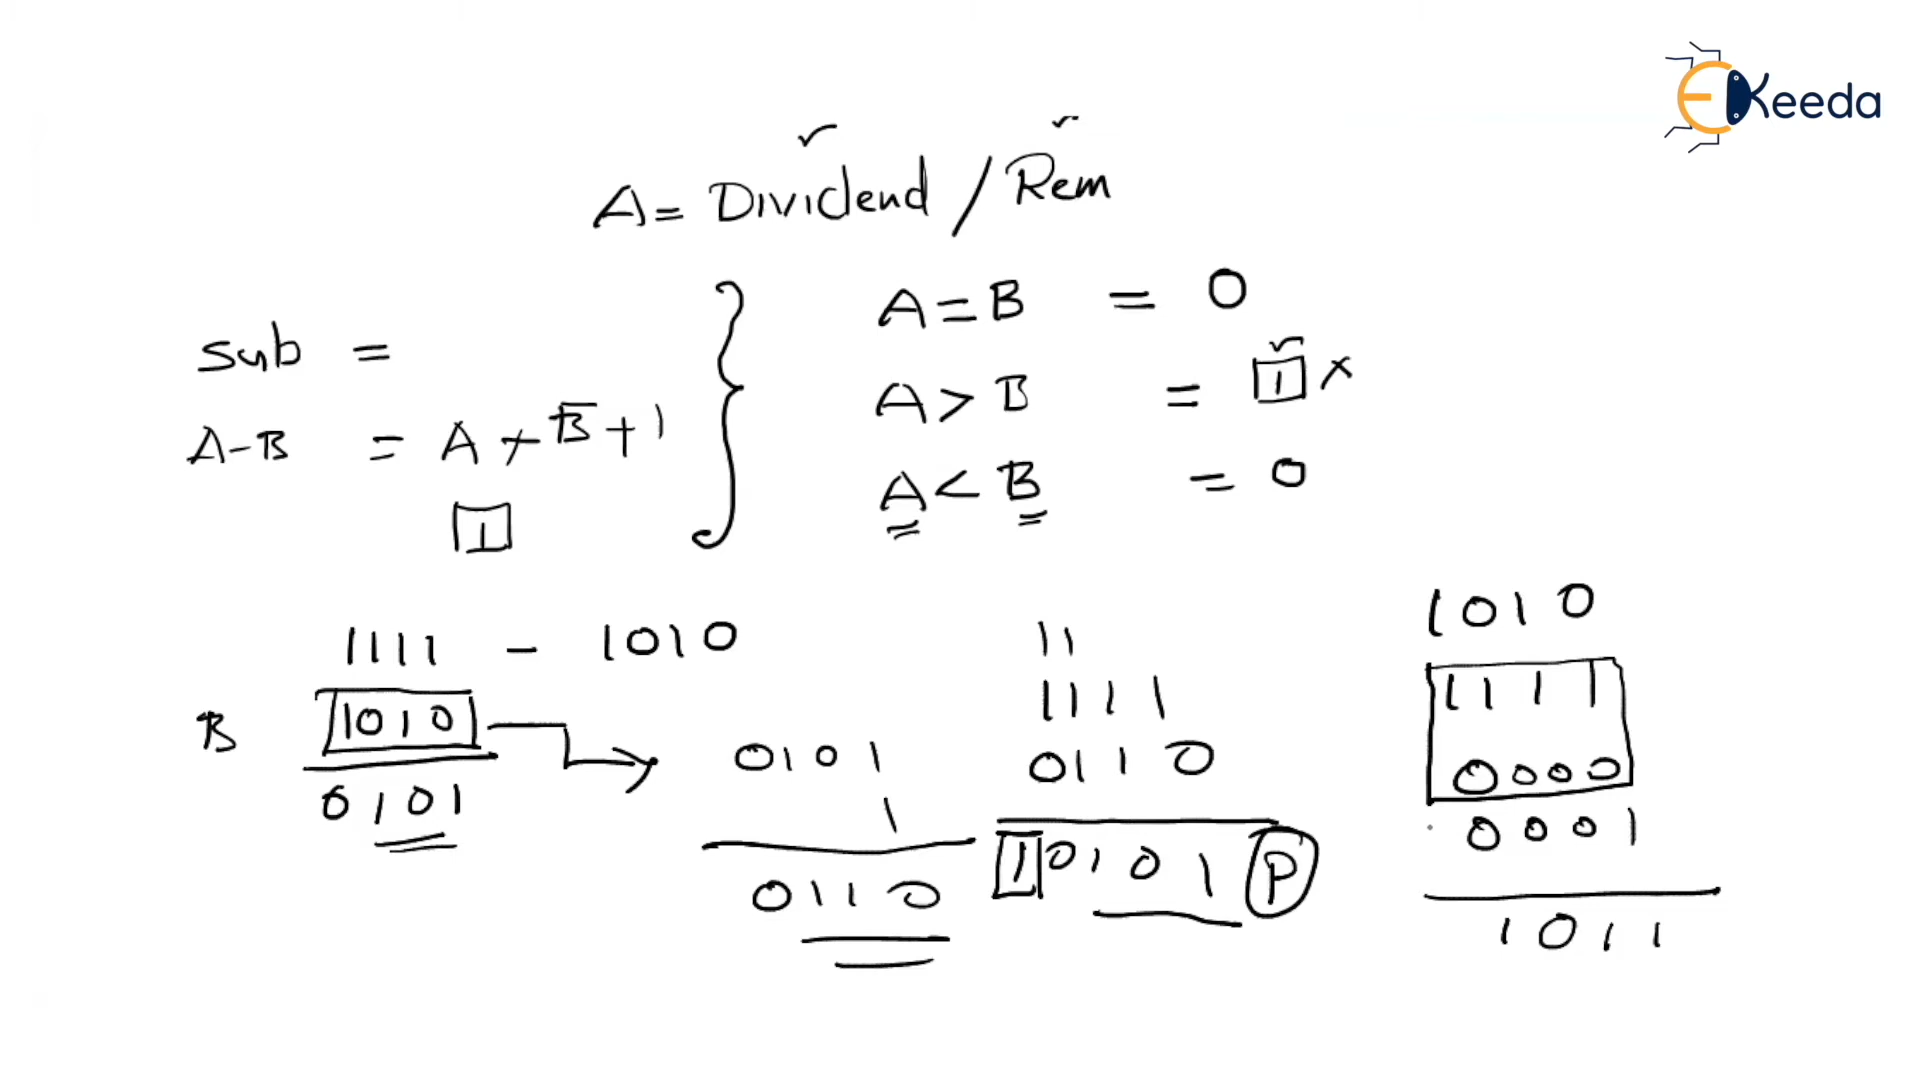 EKeeda
A = Dividend / Rem
Sub =
A - B = A + B̅ + 1
1
A = B = 0
A > B = 1 x
A < B = 0
1111 - 1010
B 1010
0101
0101
1
0110
11
1111
0110
1 0101 P
1010
1111
0000
0001
1011